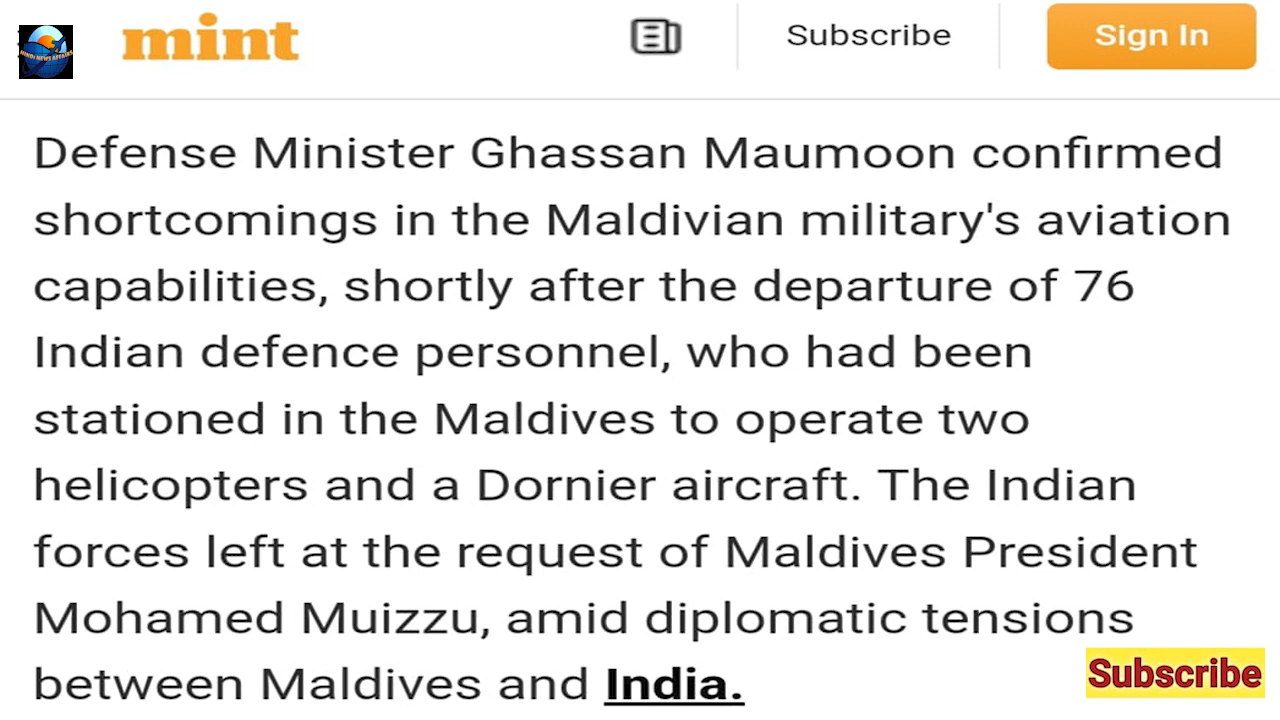 HINDI NEWS AFFAIRS
mint
Subscribe
Sign In
Defense Minister Ghassan Maumoon confirmed
shortcomings in the Maldivian military's aviation
capabilities, shortly after the departure of 76
Indian defence personnel, who had been
stationed in the Maldives to operate two
helicopters and a Dornier aircraft. The Indian
forces left at the request of Maldives President
Mohamed Muizzu, amid diplomatic tensions
between Maldives and India.
Subscribe